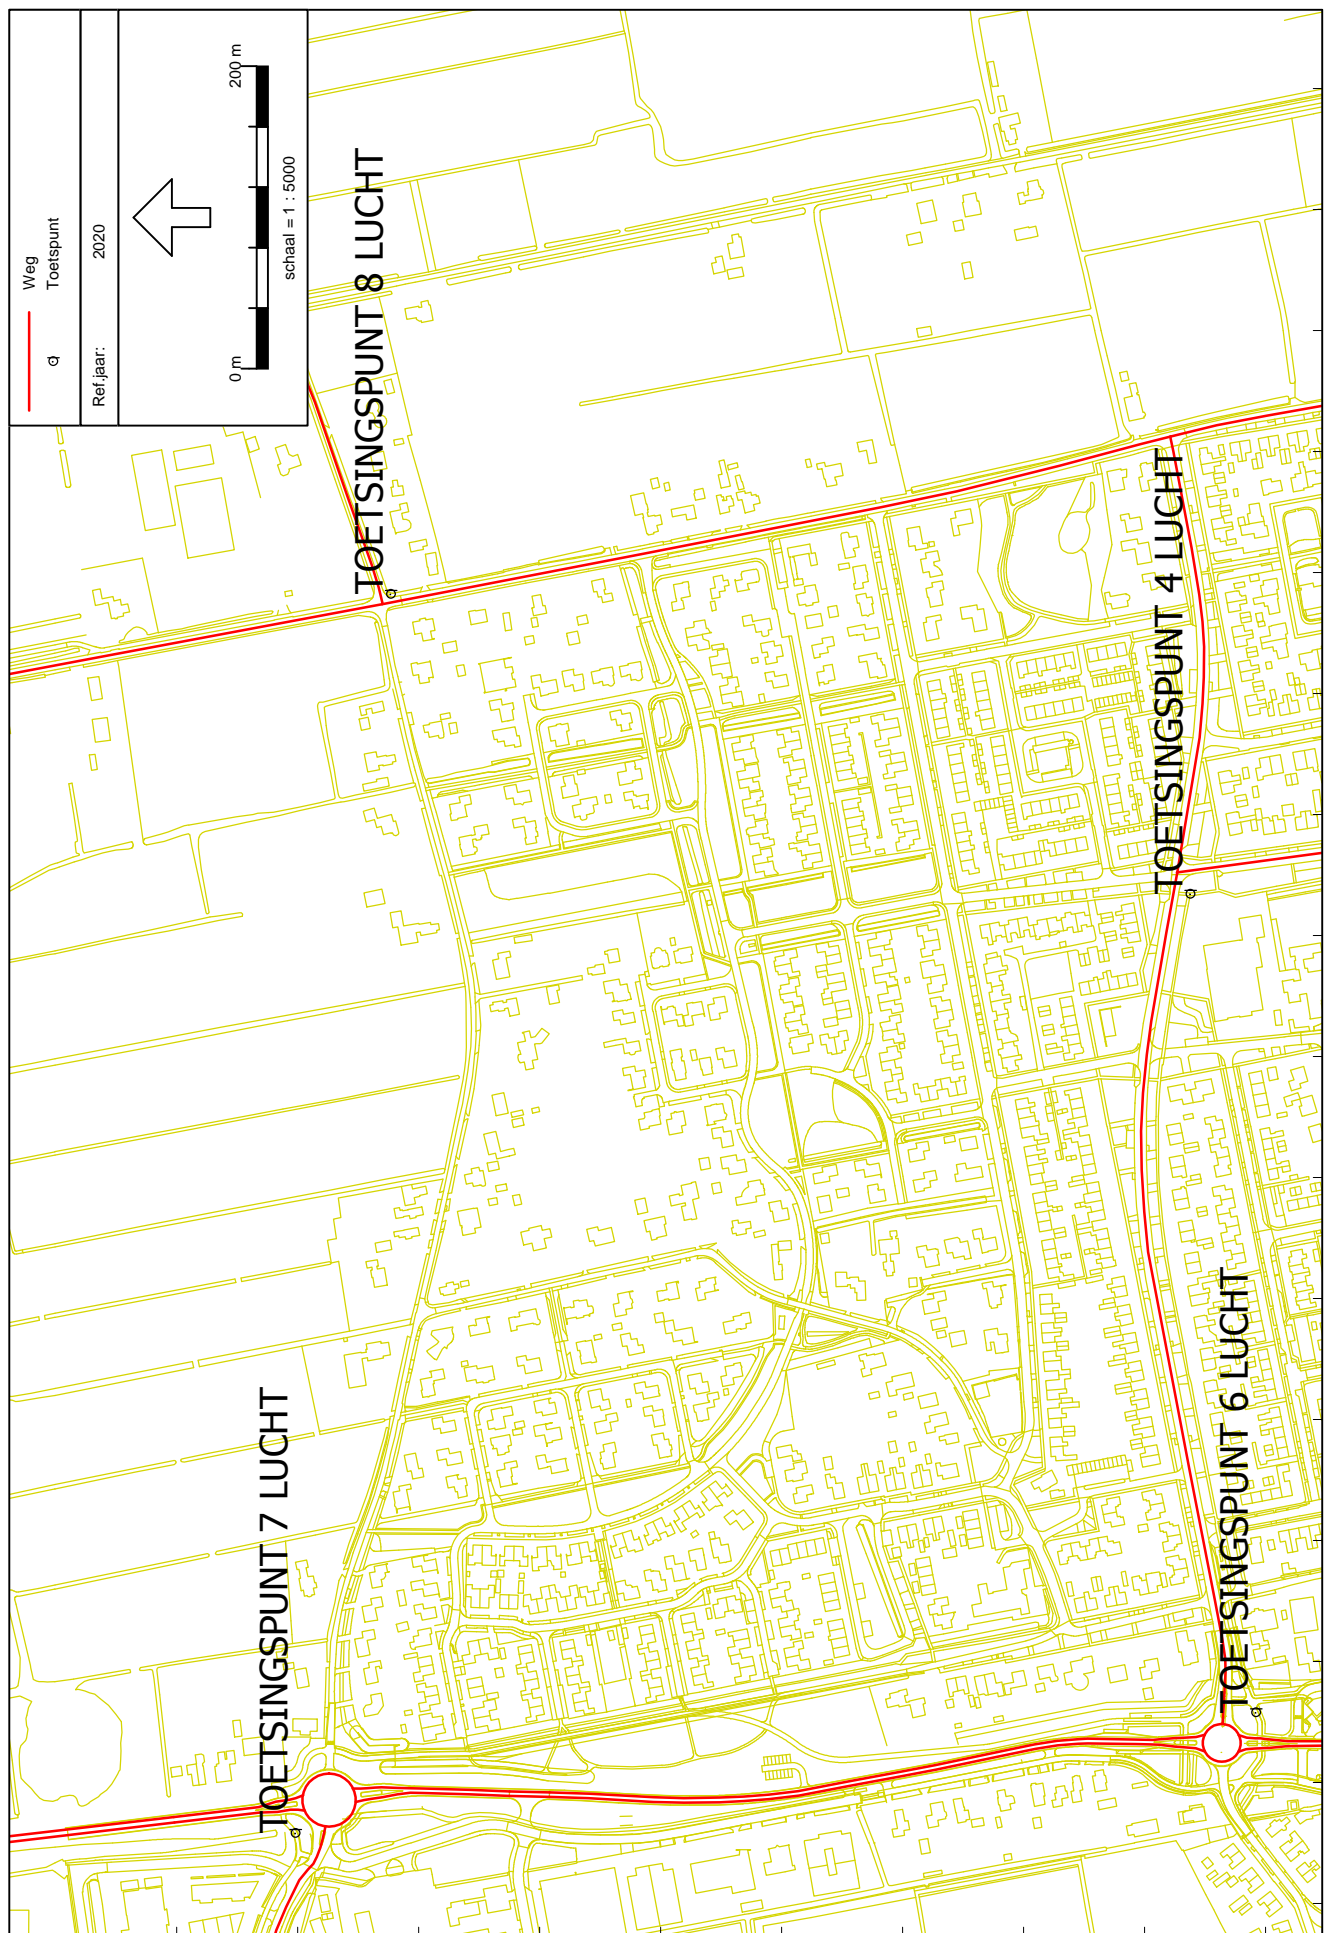 Weg
Toetspunt
Ref.jaar: 2020
0 m 200 m
schaal = 1 : 5000
TOETSINGSPUNT 7 LUCHT
TOETSINGSPUNT 8 LUCHT
TOETSINGSPUNT 4 LUCHT
TOETSINGSPUNT 6 LUCHT